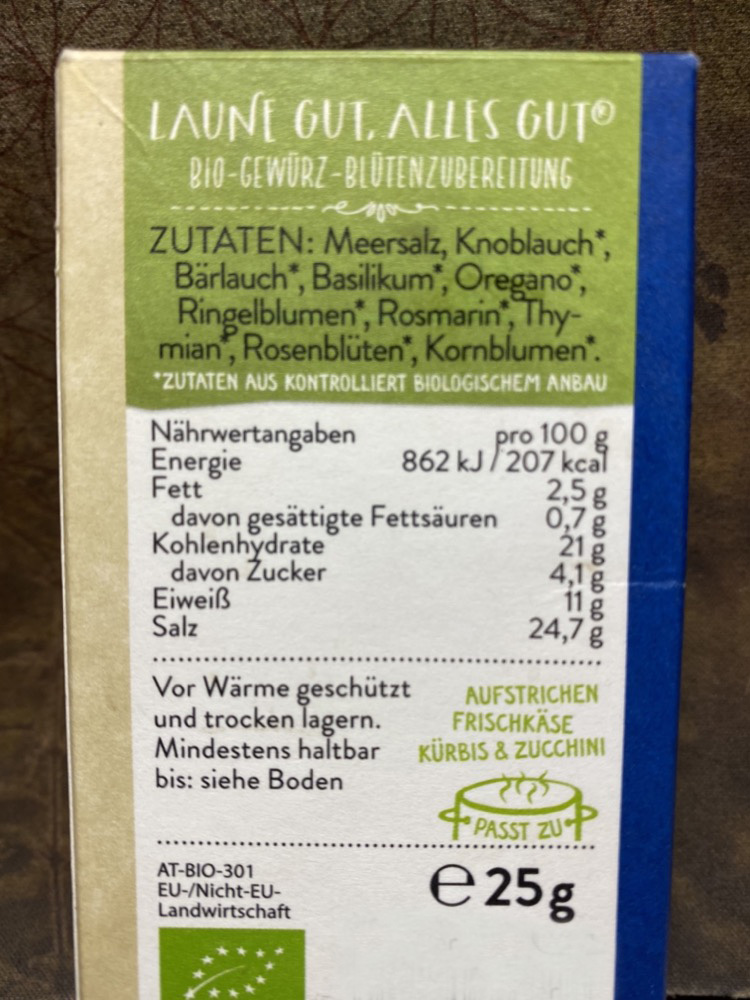 LAUNE GUT, ALLES GUT®
BIO-GEWÜRZ-BLÜTENZUBEREITUNG
ZUTATEN: Meersalz, Knoblauch*,
Bärlauch*, Basilikum*, Oregano*,
Ringelblumen*, Rosmarin*, Thy-
mian*, Rosenblüten*, Kornblumen*.
*ZUTATEN AUS KONTROLLIERT BIOLOGISCHEM ANBAU
Nährwertangaben pro 100 g
Energie 862 kJ / 207 kcal
Fett 2,5 g
davon gesättigte Fettsäuren 0,7 g
Kohlenhydrate 21 g
davon Zucker 4,1 g
Eiweiß 11 g
Salz 24,7 g
Vor Wärme geschützt
und trocken lagern.
Mindestens haltbar
bis: siehe Boden
AUFSTRICHEN
FRISCHKÄSE
KÜRBIS & ZUCCHINI
PASST ZU
AT-BIO-301
EU-/Nicht-EU-
Landwirtschaft
℮ 25g